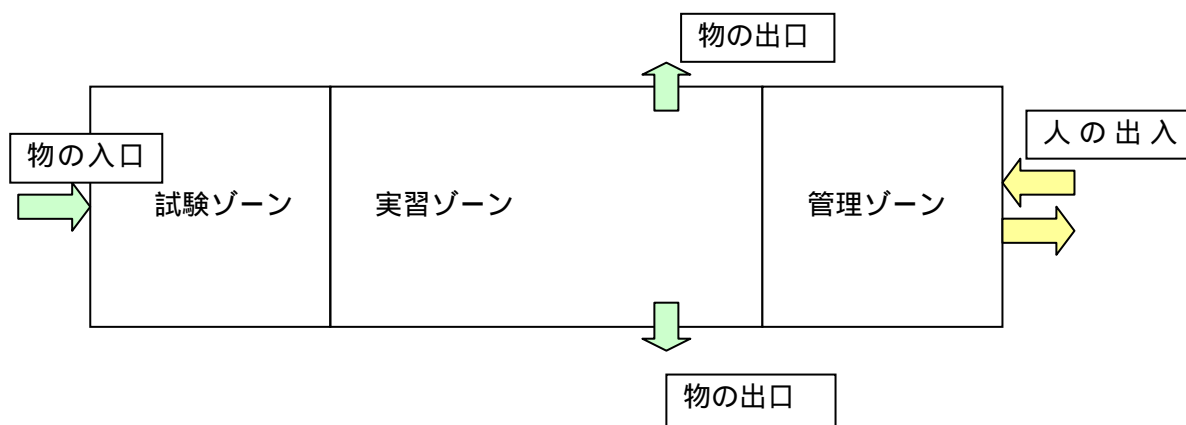 物の出口
人の出入
物の入口
試験ゾーン
実習ゾーン
管理ゾーン
物の出口